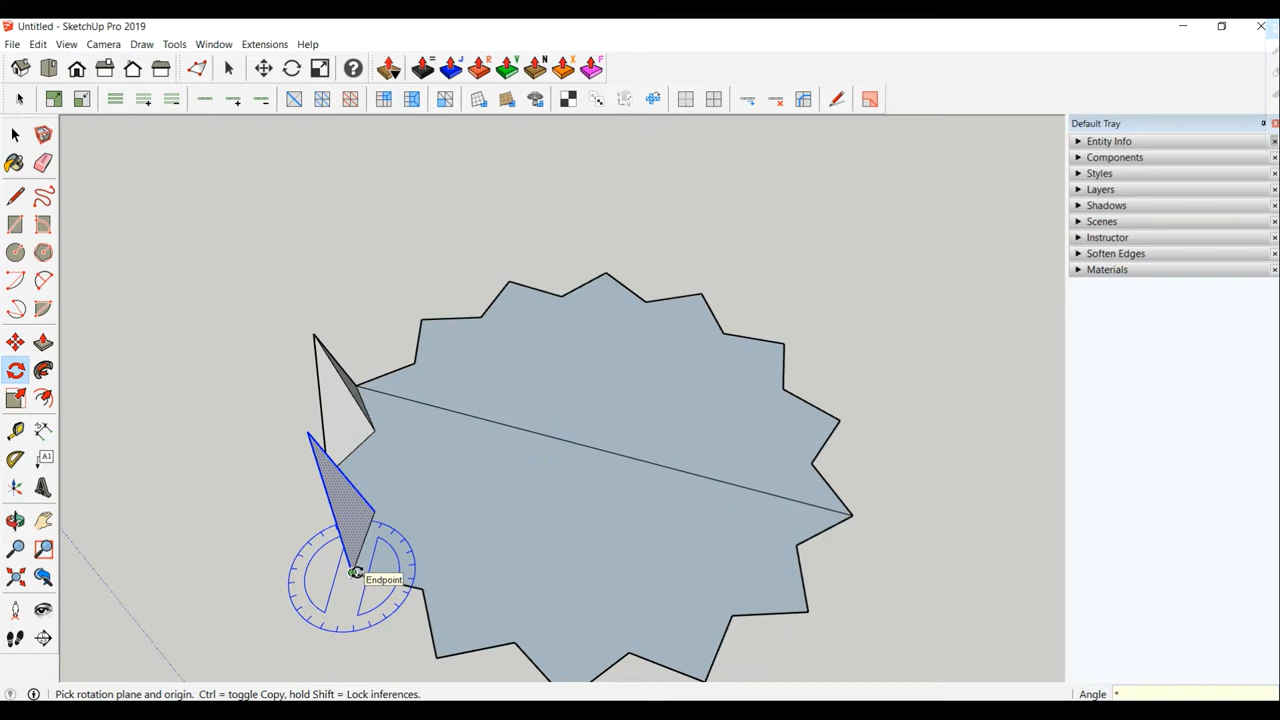 Untitled - SketchUp Pro 2019
File Edit View Camera Draw Tools Window Extensions Help
= J R V N X F
Default Tray
Entity Info
Components
Styles
Layers
Shadows
Scenes
Instructor
Soften Edges
Materials
A1
Endpoint
Pick rotation plane and origin. Ctrl = toggle Copy, hold Shift = Lock inferences.
Angle